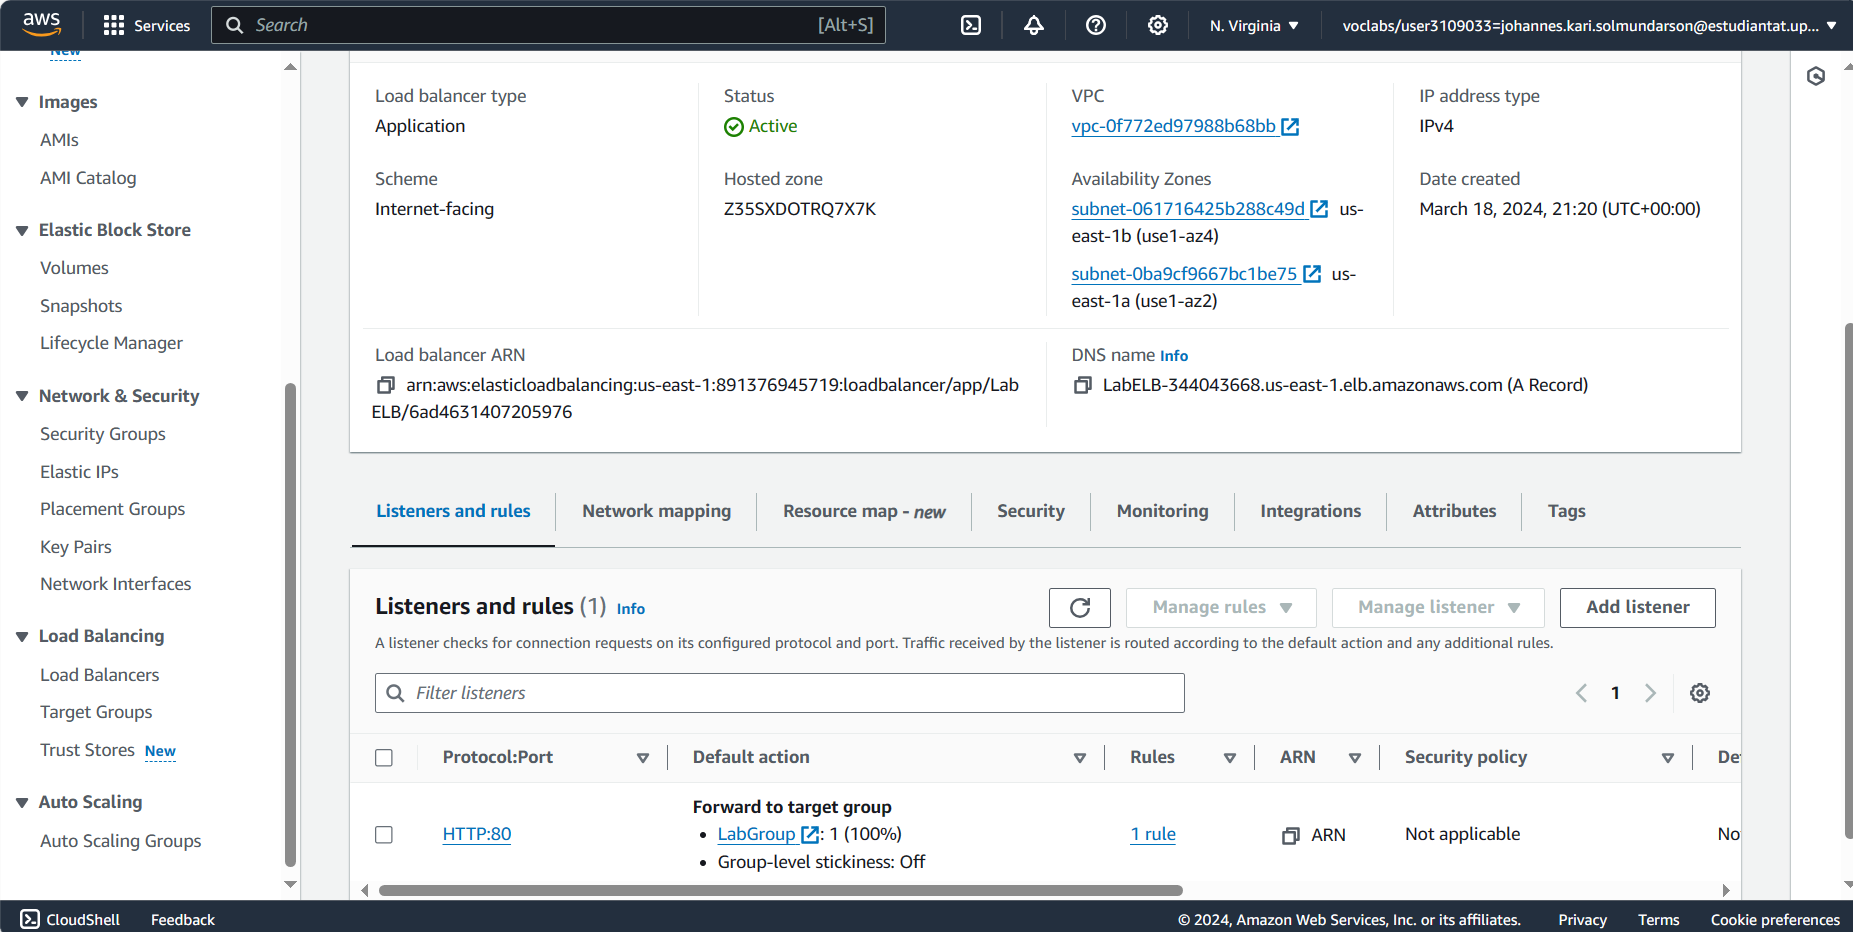 aws
Services
Search
[Alt+S]
N. Virginia
voclabs/user3109033=johannes.kari.solmundarson@estudiantat.up...
New
Images
AMIs
AMI Catalog
Elastic Block Store
Volumes
Snapshots
Lifecycle Manager
Network & Security
Security Groups
Elastic IPs
Placement Groups
Key Pairs
Network Interfaces
Load Balancing
Load Balancers
Target Groups
Trust Stores New
Auto Scaling
Auto Scaling Groups
Load balancer type
Application
Status
Active
VPC
vpc-0f772ed97988b68bb
IP address type
IPv4
Scheme
Internet-facing
Hosted zone
Z35SXDOTRQ7X7K
Availability Zones
subnet-061716425b288c49d us-
east-1b (use1-az4)
subnet-0ba9cf9667bc1be75 us-
east-1a (use1-az2)
Date created
March 18, 2024, 21:20 (UTC+00:00)
Load balancer ARN
arn:aws:elasticloadbalancing:us-east-1:891376945719:loadbalancer/app/Lab
ELB/6ad4631407205976
DNS name Info
LabELB-344043668.us-east-1.elb.amazonaws.com (A Record)
Listeners and rules
Network mapping
Resource map - new
Security
Monitoring
Integrations
Attributes
Tags
Listeners and rules (1) Info
Manage rules
Manage listener
Add listener
A listener checks for connection requests on its configured protocol and port. Traffic received by the listener is routed according to the default action and any additional rules.
Filter listeners
1
Protocol:Port
Default action
Rules
ARN
Security policy
De
HTTP:80
Forward to target group
• LabGroup : 1 (100%)
• Group-level stickiness: Off
1 rule
ARN
Not applicable
No
CloudShell
Feedback
© 2024, Amazon Web Services, Inc. or its affiliates.
Privacy
Terms
Cookie preferences